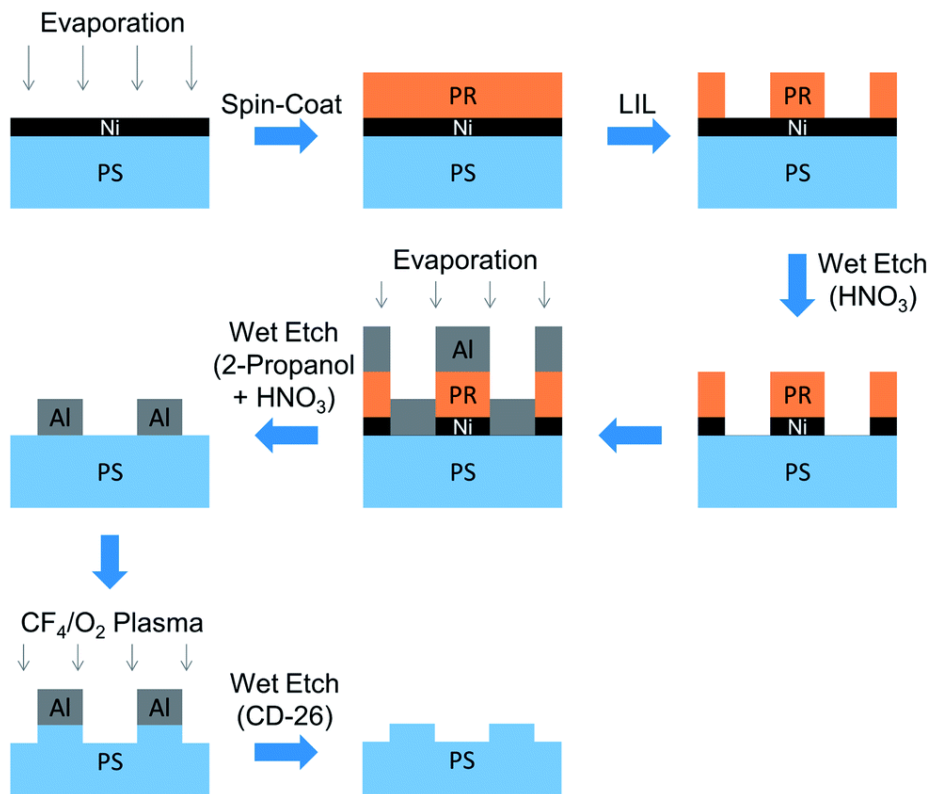 Evaporation
Ni
PS
Spin-Coat
PR
Ni
PS
LIL
PR
Ni
PS
Wet Etch
(HNO₃)
PR
Ni
PS
Evaporation
Al
PR
Ni
PS
Wet Etch
(2-Propanol
+ HNO₃)
Al
Al
PS
CF₄/O₂ Plasma
Al
Al
PS
Wet Etch
(CD-26)
PS